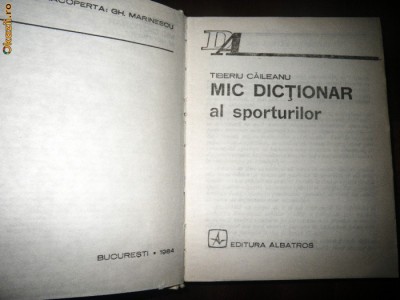 COPERTA: GH. MARINESCU
BUCUREȘTI • 1984
DA
TIBERIU CĂILEANU
MIC DICȚIONAR
al sporturilor
EDITURA ALBATROS